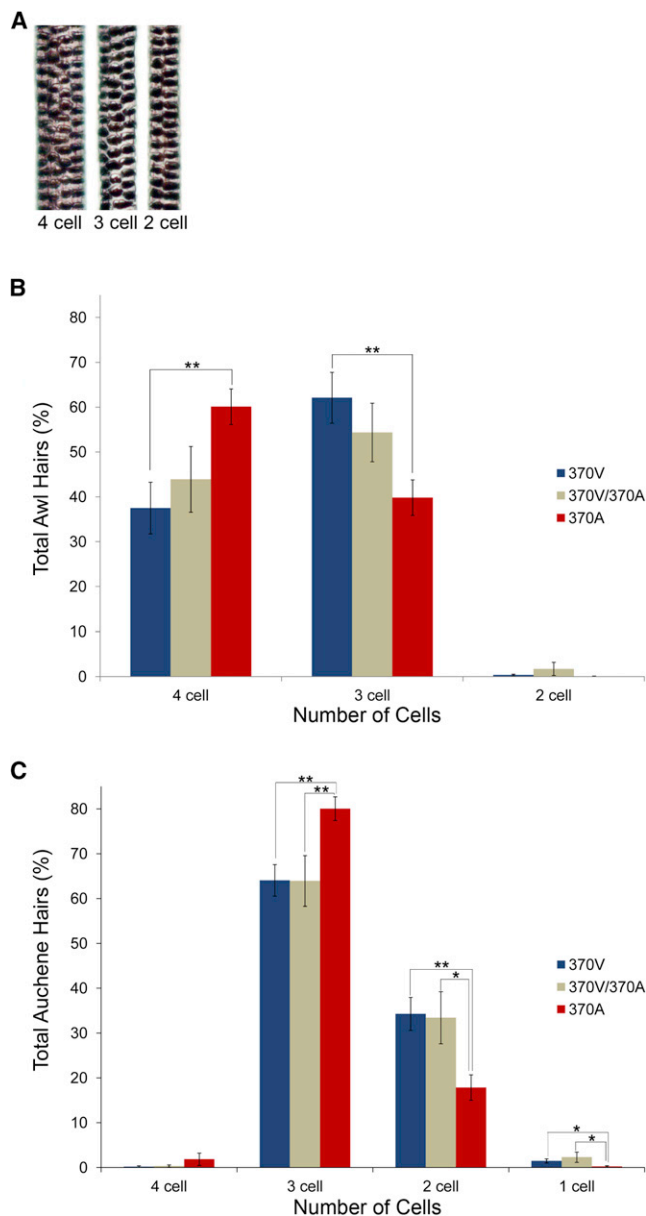 A
4 cell 3 cell 2 cell
B
Total Awl Hairs (%)
80
70
60
50
40
30
20
10
0
**
**
370V
370V/370A
370A
4 cell 3 cell 2 cell
Number of Cells
C
Total Auchene Hairs (%)
80
70
60
50
40
30
20
10
0
**
**
**
*
*
*
370V
370V/370A
370A
4 cell 3 cell 2 cell 1 cell
Number of Cells